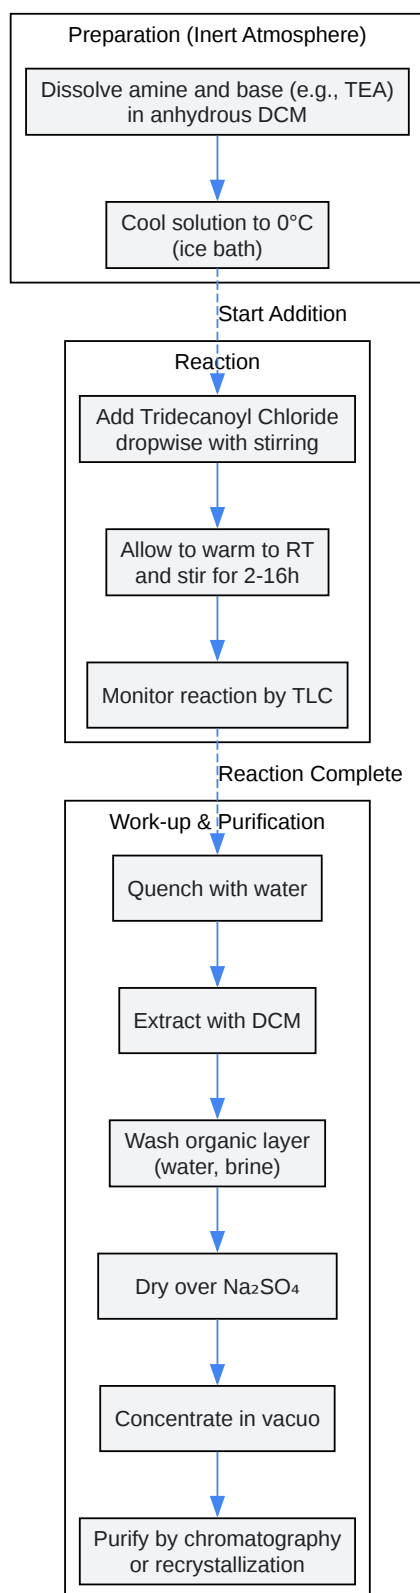 Preparation (Inert Atmosphere)
Dissolve amine and base (e.g., TEA)
in anhydrous DCM
Cool solution to 0°C
(ice bath)
Start Addition
Reaction
Add Tridecanoyl Chloride
dropwise with stirring
Allow to warm to RT
and stir for 2-16h
Monitor reaction by TLC
Reaction Complete
Work-up & Purification
Quench with water
Extract with DCM
Wash organic layer
(water, brine)
Dry over Na₂SO₄
Concentrate in vacuo
Purify by chromatography
or recrystallization